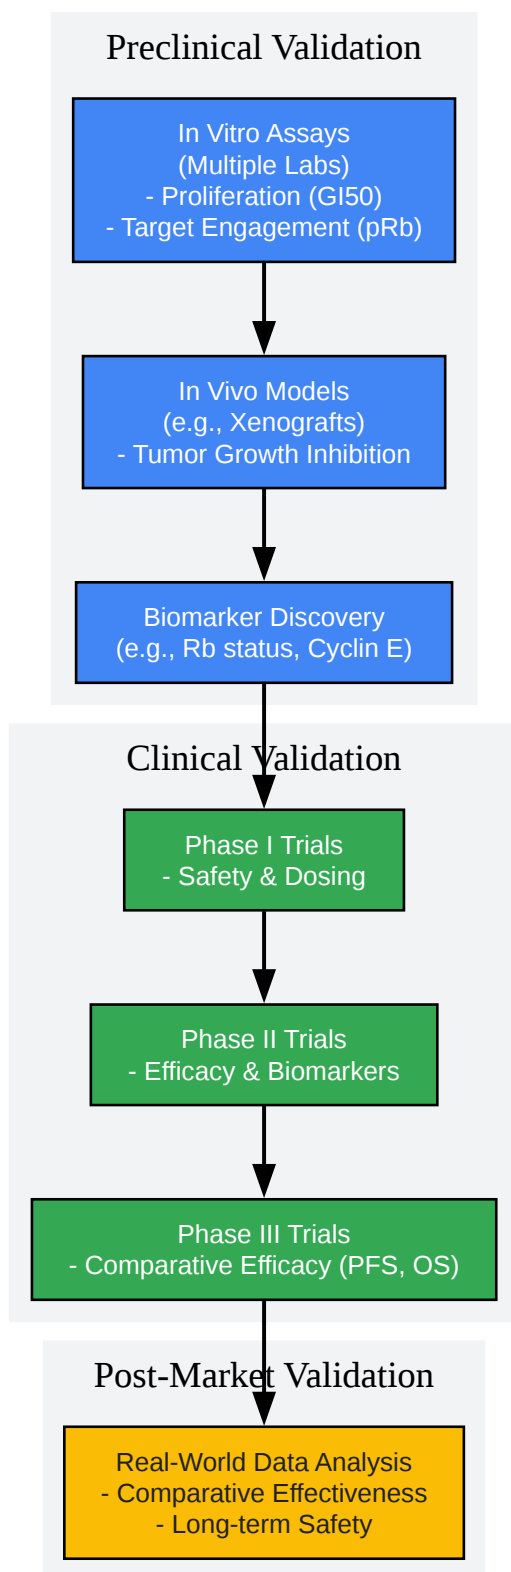 Preclinical Validation
In Vitro Assays
(Multiple Labs)
- Proliferation (GI50)
- Target Engagement (pRb)
In Vivo Models
(e.g., Xenografts)
- Tumor Growth Inhibition
Biomarker Discovery
(e.g., Rb status, Cyclin E)
Clinical Validation
Phase I Trials
- Safety & Dosing
Phase II Trials
- Efficacy & Biomarkers
Phase III Trials
- Comparative Efficacy (PFS, OS)
Post-Market Validation
Real-World Data Analysis
- Comparative Effectiveness
- Long-term Safety